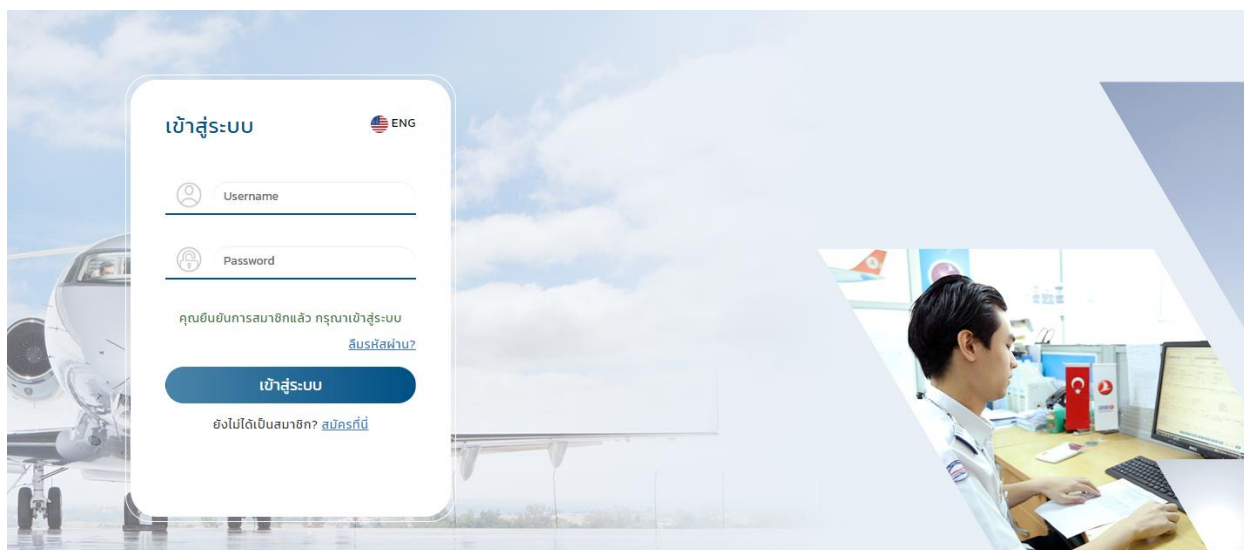 เข้าสู่ระบบ
ENG
Username
Password
คุณยืนยันการสมาชิกแล้ว กรุณาเข้าสู่ระบบ
ลืมรหัสผ่าน?
เข้าสู่ระบบ
ยังไม่ได้เป็นสมาชิก? สมัครที่นี่